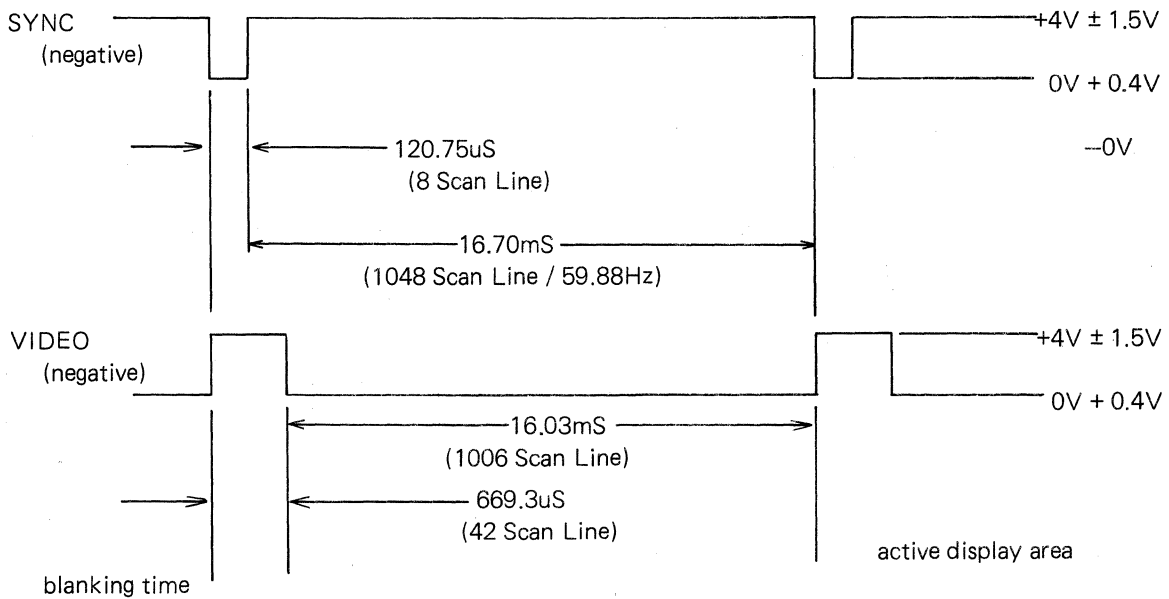 SYNC
(negative)
+4V ± 1.5V
0V + 0.4V
--0V
120.75uS
(8 Scan Line)
16.70mS
(1048 Scan Line / 59.88Hz)
VIDEO
(negative)
+4V ± 1.5V
0V + 0.4V
16.03mS
(1006 Scan Line)
669.3uS
(42 Scan Line)
active display area
blanking time